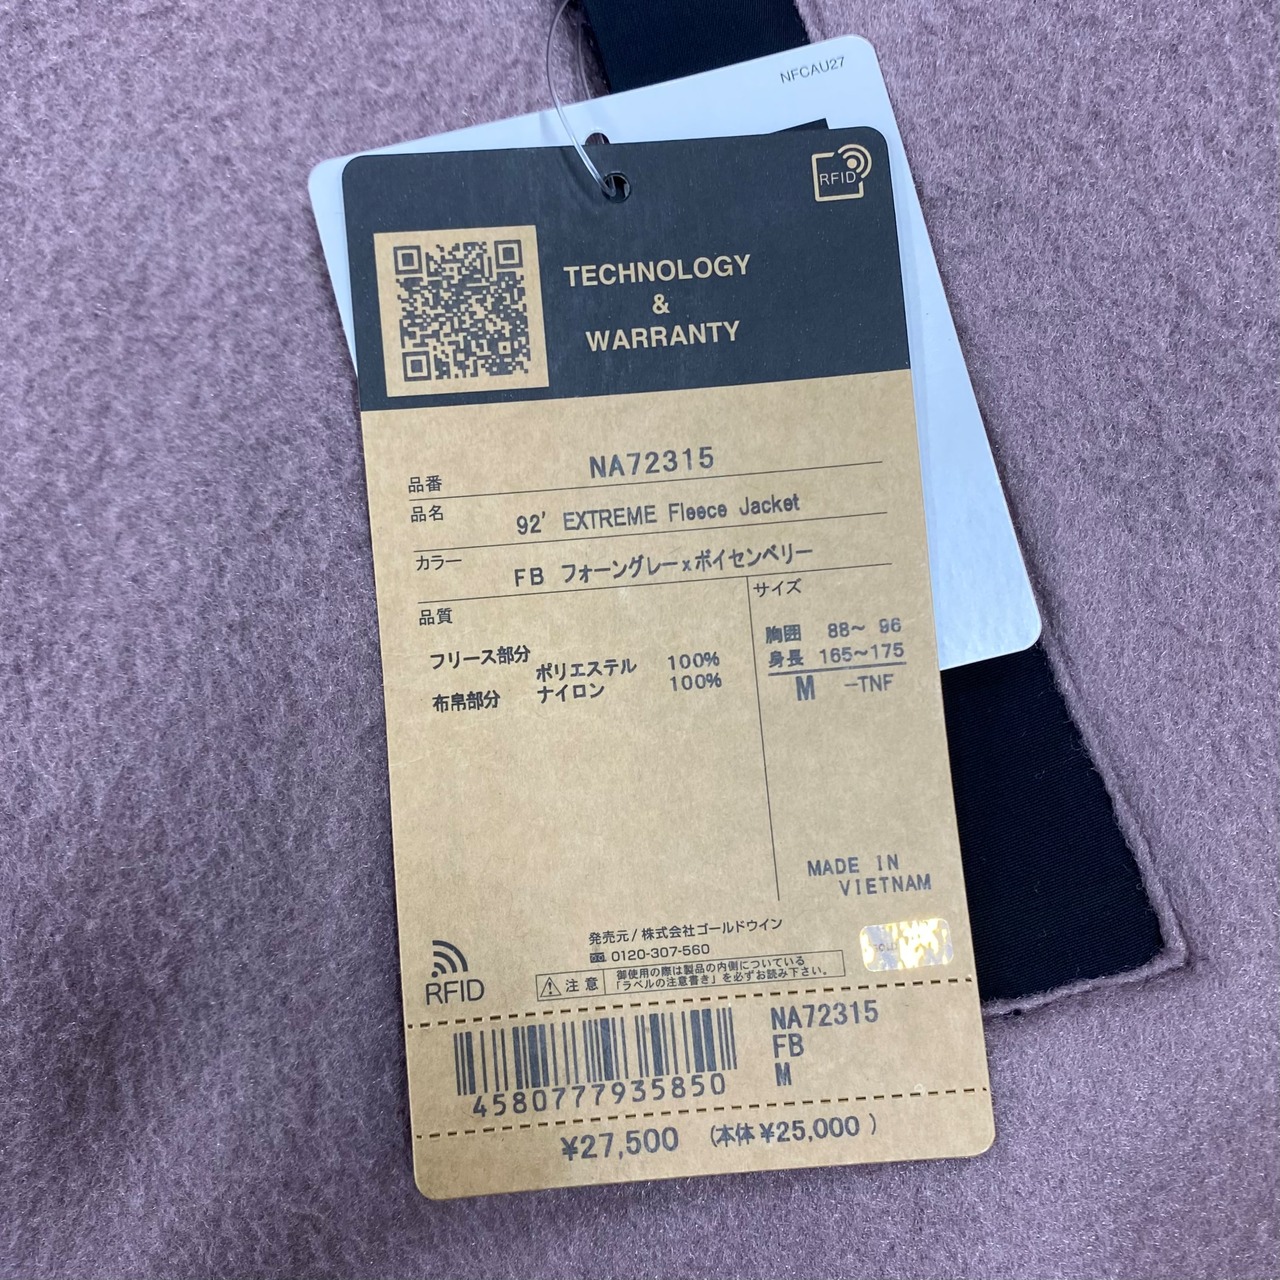 NFCAU27
RFID
TECHNOLOGY
&
WARRANTY
品番 NA72315
品名 92' EXTREME Fleece Jacket
カラー FB フォーングレー×ボイセンベリー
品質
サイズ
フリース部分 ポリエステル 100%
布帛部分 ナイロン 100%
胸囲 88~ 96
身長 165~175
M -TNF
MADE IN
VIETNAM
発売元/株式会社ゴールドウイン
0120-307-560
RFID
注意 御使用の際は製品の内側についている
「ラベルの注意書き」を必ずお読み下さい。
NA72315
FB
M
4580777935850
¥27,500 (本体¥25,000 )